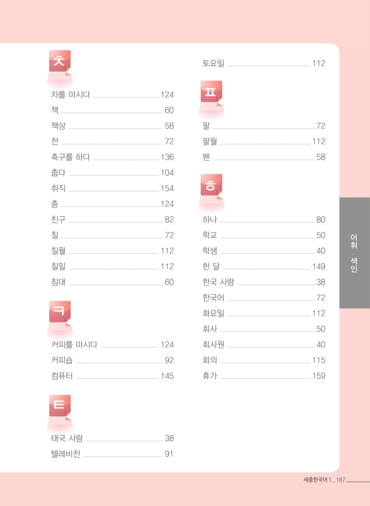 ㅊ
차를 마시다 124
책 60
책상 58
천 72
축구를 하다 136
춥다 104
취직 154
층 124
친구 82
칠 72
칠월 112
칠일 112
침대 60
ㅋ
커피를 마시다 124
커피숍 92
컴퓨터 145
ㅌ
태국 사람 38
텔레비전 91
토요일 112
ㅍ
팔 72
팔월 112
펜 58
ㅎ
하나 80
학교 50
학생 40
한 달 149
한국 사람 38
한국어 72
화요일 112
회사 50
회사원 40
회의 115
휴가 159
어휘 색인
세종한국어 1 _ 187